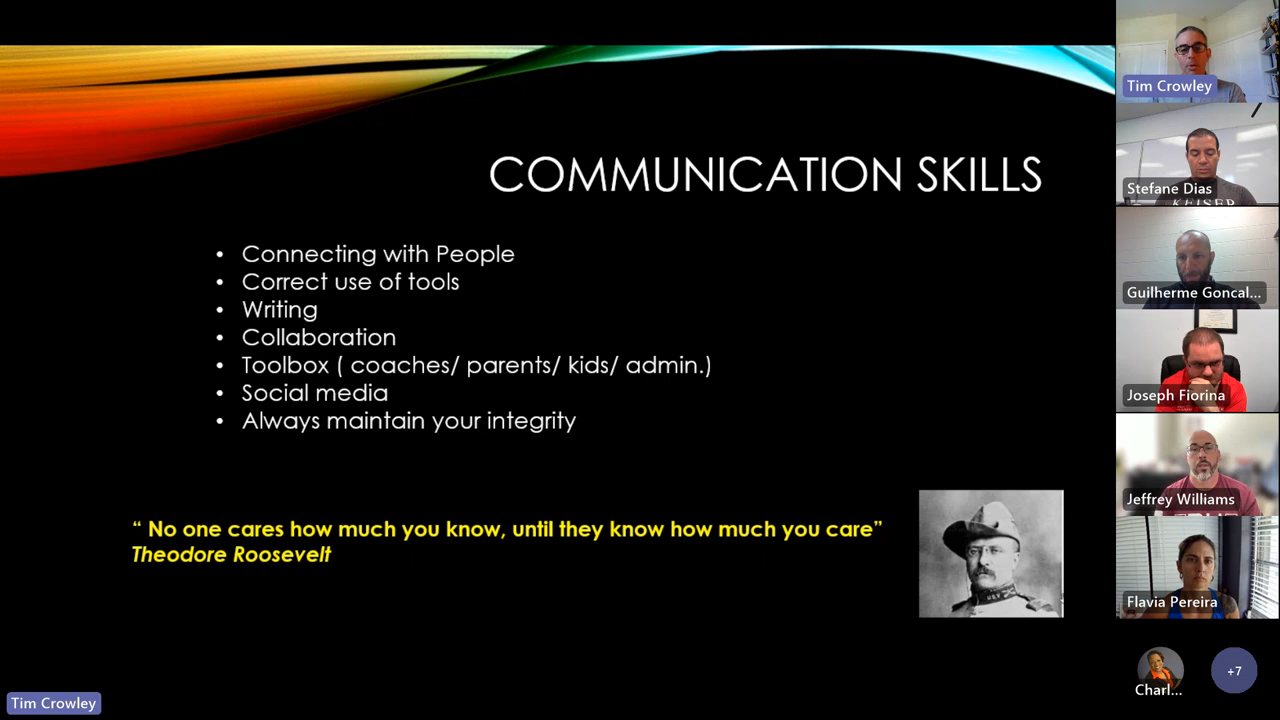 COMMUNICATION SKILLS
• Connecting with People
• Correct use of tools
• Writing
• Collaboration
• Toolbox ( coaches/ parents/ kids/ admin.)
• Social media
• Always maintain your integrity
“ No one cares how much you know, until they know how much you care”
Theodore Roosevelt
Tim Crowley
Tim Crowley
Stefane Dias
KEISER
Guilherme Goncal...
Joseph Fiorina
Jeffrey Williams
Flavia Pereira
Charl...
+7